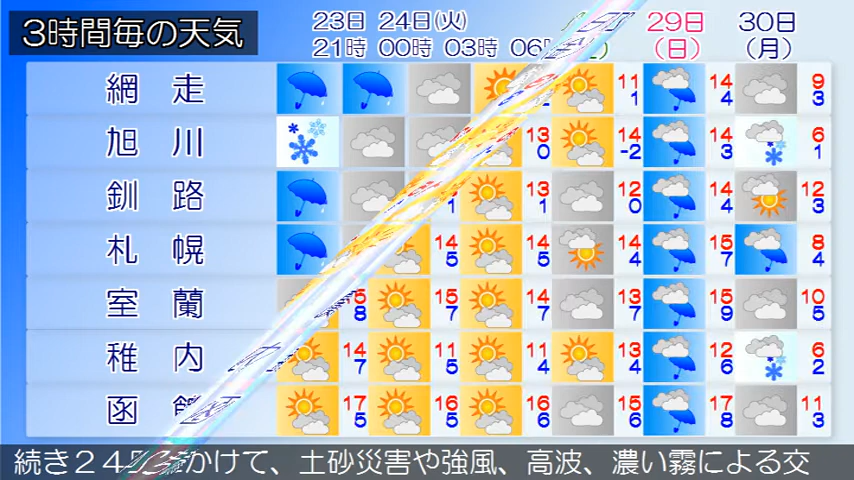 3時間毎の天気
23日 24日(火) 29日 30日
21時 00時 03時 06 (日) (月)
網 走 11 1 14 4 9 3
旭 川 13 0 14 -2 14 3 6 1
釧 路 1 13 1 12 0 14 4 12 3
札 幌 14 5 14 5 14 4 15 7 8 4
室 蘭 8 15 7 14 7 13 7 15 9 10 5
稚 内 14 7 11 5 11 4 13 4 12 6 6 2
函 館 17 5 16 5 16 6 15 6 17 8 11 3
続き24 かけて、土砂災害や強風、高波、濃い霧による交